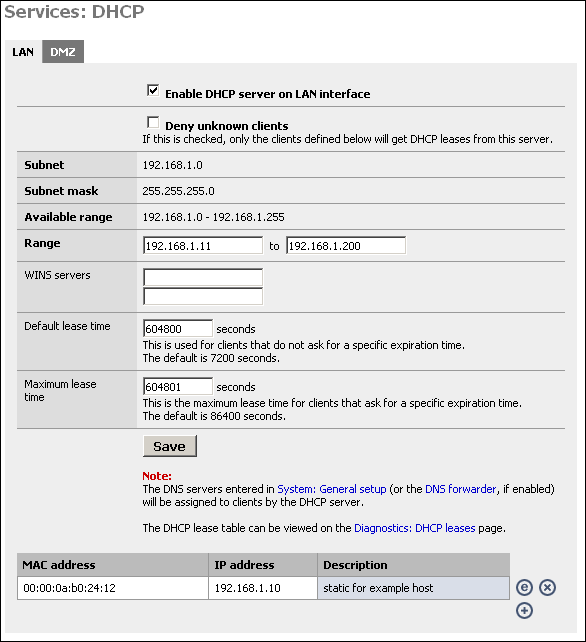 Services: DHCP
LAN
DMZ
Enable DHCP server on LAN interface
Deny unknown clients
If this is checked, only the clients defined below will get DHCP leases from this server.
Subnet
192.168.1.0
Subnet mask
255.255.255.0
Available range
192.168.1.0 - 192.168.1.255
Range
192.168.1.11 to 192.168.1.200
WINS servers
Default lease time
604800 seconds
This is used for clients that do not ask for a specific expiration time.
The default is 7200 seconds.
Maximum lease
time
604801 seconds
This is the maximum lease time for clients that ask for a specific expiration time.
The default is 86400 seconds.
Save
Note:
The DNS servers entered in System: General setup (or the DNS forwarder, if enabled)
will be assigned to clients by the DHCP server.
The DHCP lease table can be viewed on the Diagnostics: DHCP leases page.
MAC address IP address Description
00:00:0a:b0:24:12 192.168.1.10 static for example host
e x
+